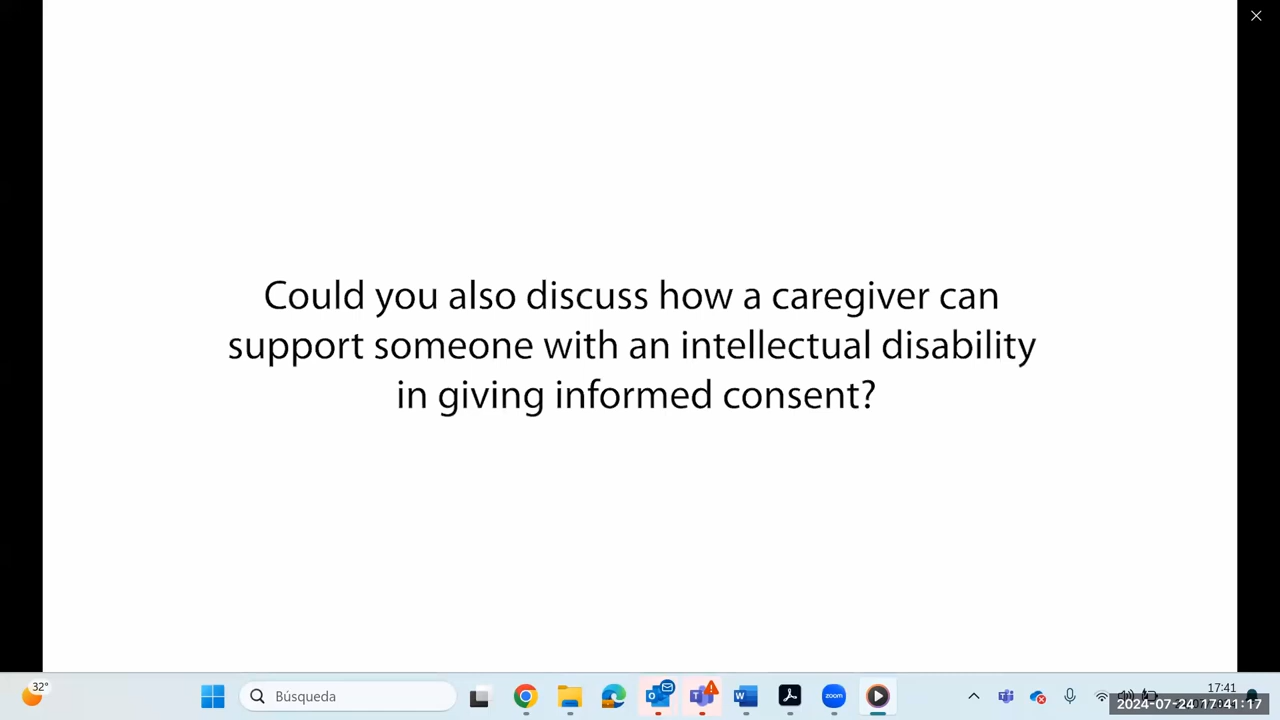 Could you also discuss how a caregiver can
support someone with an intellectual disability
in giving informed consent?
32°
Búsqueda
zoom
17:41
2024-07-24 17:41:17